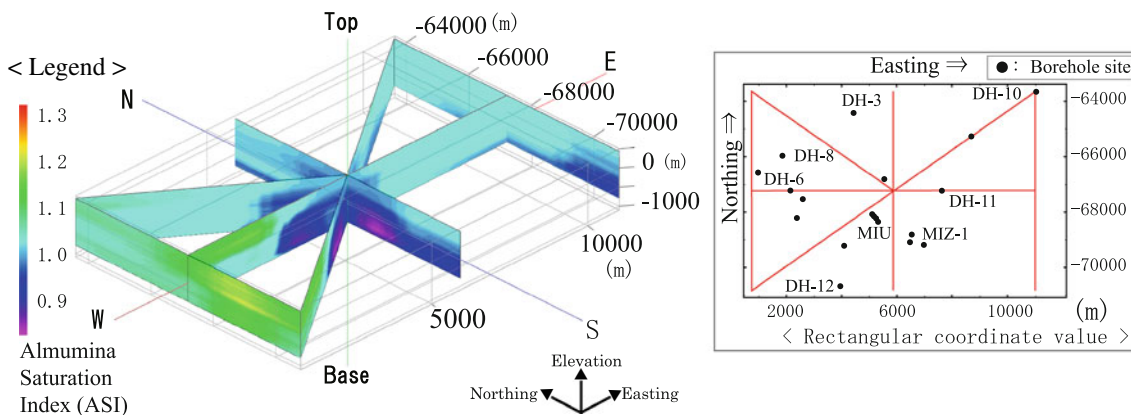 < Legend >
1.3
1.2
1.1
1.0
0.9
Almumina
Saturation
Index (ASI)
Top
N
E
W
S
Base
-64000 (m)
-66000
-68000
-70000
0 (m)
-1000
10000
(m)
5000
Elevation
Northing
Easting
Easting ⇒
● : Borehole site
Northing ⇒
DH-3
DH-10
DH-8
DH-6
DH-11
MIU
MIZ-1
DH-12
-64000
-66000
-68000
-70000
2000
6000
10000
(m)
< Rectangular coordinate value >